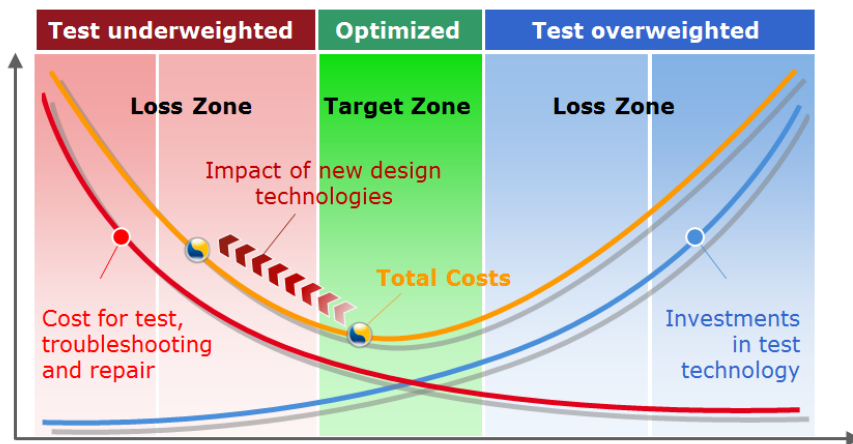 Test underweighted
Optimized
Test overweighted
Loss Zone
Target Zone
Loss Zone
Impact of new design
technologies
Total Costs
Cost for test,
troubleshooting
and repair
Investments
in test
technology